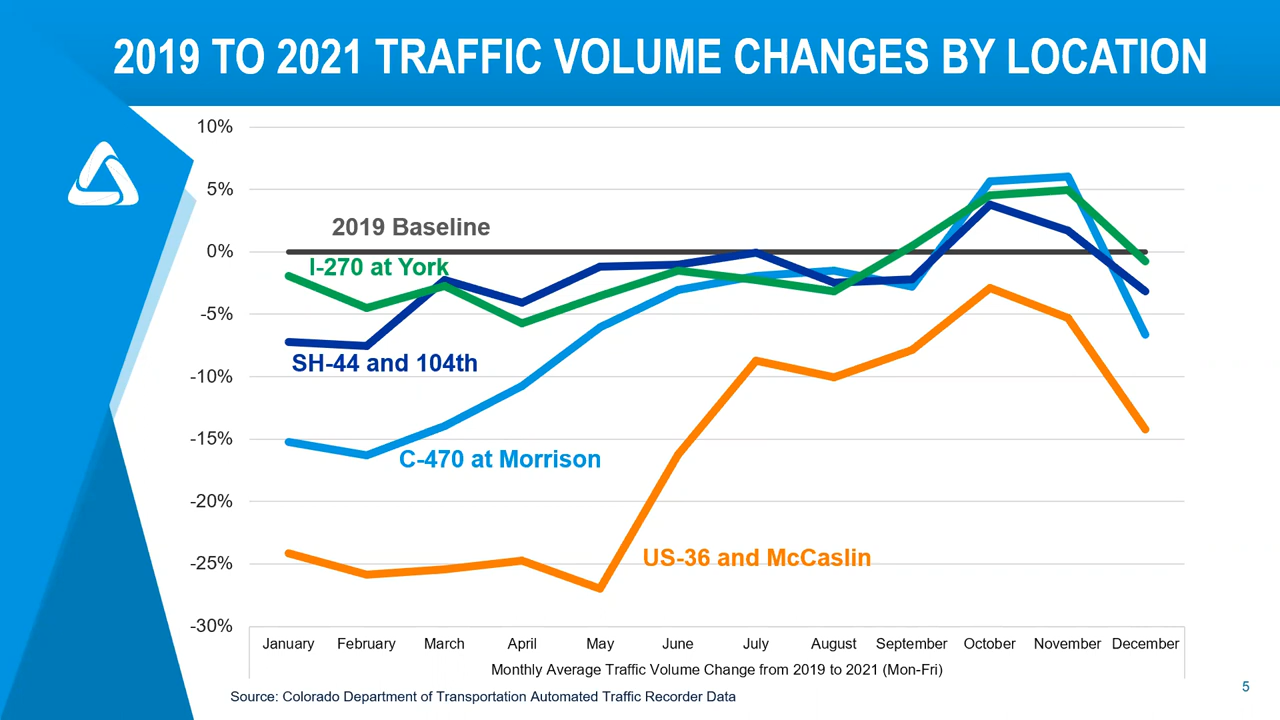 2019 TO 2021 TRAFFIC VOLUME CHANGES BY LOCATION
10%
5%
2019 Baseline
0%
I-270 at York
-5%
SH-44 and 104th
-10%
-15%
C-470 at Morrison
-20%
US-36 and McCaslin
-25%
-30%
January February March April May June July August September October November December
Monthly Average Traffic Volume Change from 2019 to 2021 (Mon-Fri)
Source: Colorado Department of Transportation Automated Traffic Recorder Data
5